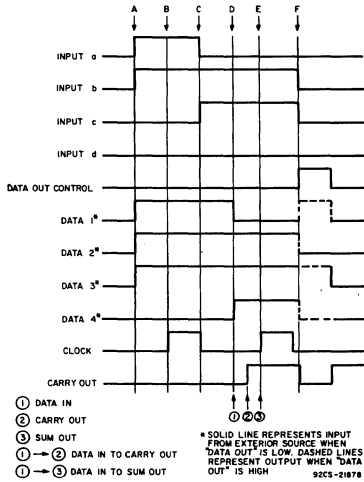 A B C D E F
INPUT a
INPUT b
INPUT c
INPUT d
DATA OUT CONTROL
DATA 1*
DATA 2*
DATA 3*
DATA 4*
CLOCK
CARRY OUT
① ② ③
① DATA IN
② CARRY OUT
③ SUM OUT
① → ② DATA IN TO CARRY OUT
① → ③ DATA IN TO SUM OUT
* SOLID LINE REPRESENTS INPUT
FROM EXTERIOR SOURCE WHEN
"DATA OUT" IS LOW. DASHED LINES
REPRESENT OUTPUT WHEN "DATA
OUT" IS HIGH
92CS-21878